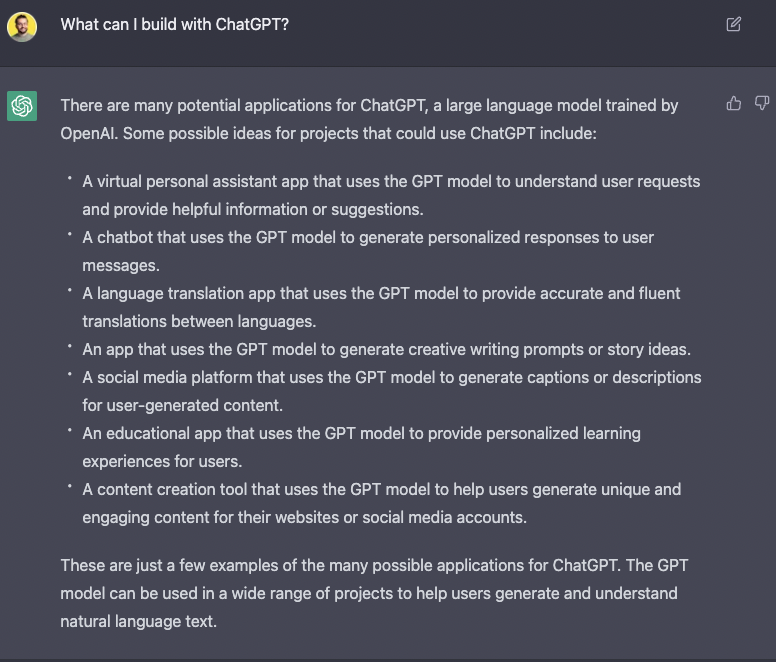 What can I build with ChatGPT?
There are many potential applications for ChatGPT, a large language model trained by
OpenAI. Some possible ideas for projects that could use ChatGPT include:
• A virtual personal assistant app that uses the GPT model to understand user requests
and provide helpful information or suggestions.
• A chatbot that uses the GPT model to generate personalized responses to user
messages.
• A language translation app that uses the GPT model to provide accurate and fluent
translations between languages.
• An app that uses the GPT model to generate creative writing prompts or story ideas.
• A social media platform that uses the GPT model to generate captions or descriptions
for user-generated content.
• An educational app that uses the GPT model to provide personalized learning
experiences for users.
• A content creation tool that uses the GPT model to help users generate unique and
engaging content for their websites or social media accounts.
These are just a few examples of the many possible applications for ChatGPT. The GPT
model can be used in a wide range of projects to help users generate and understand
natural language text.